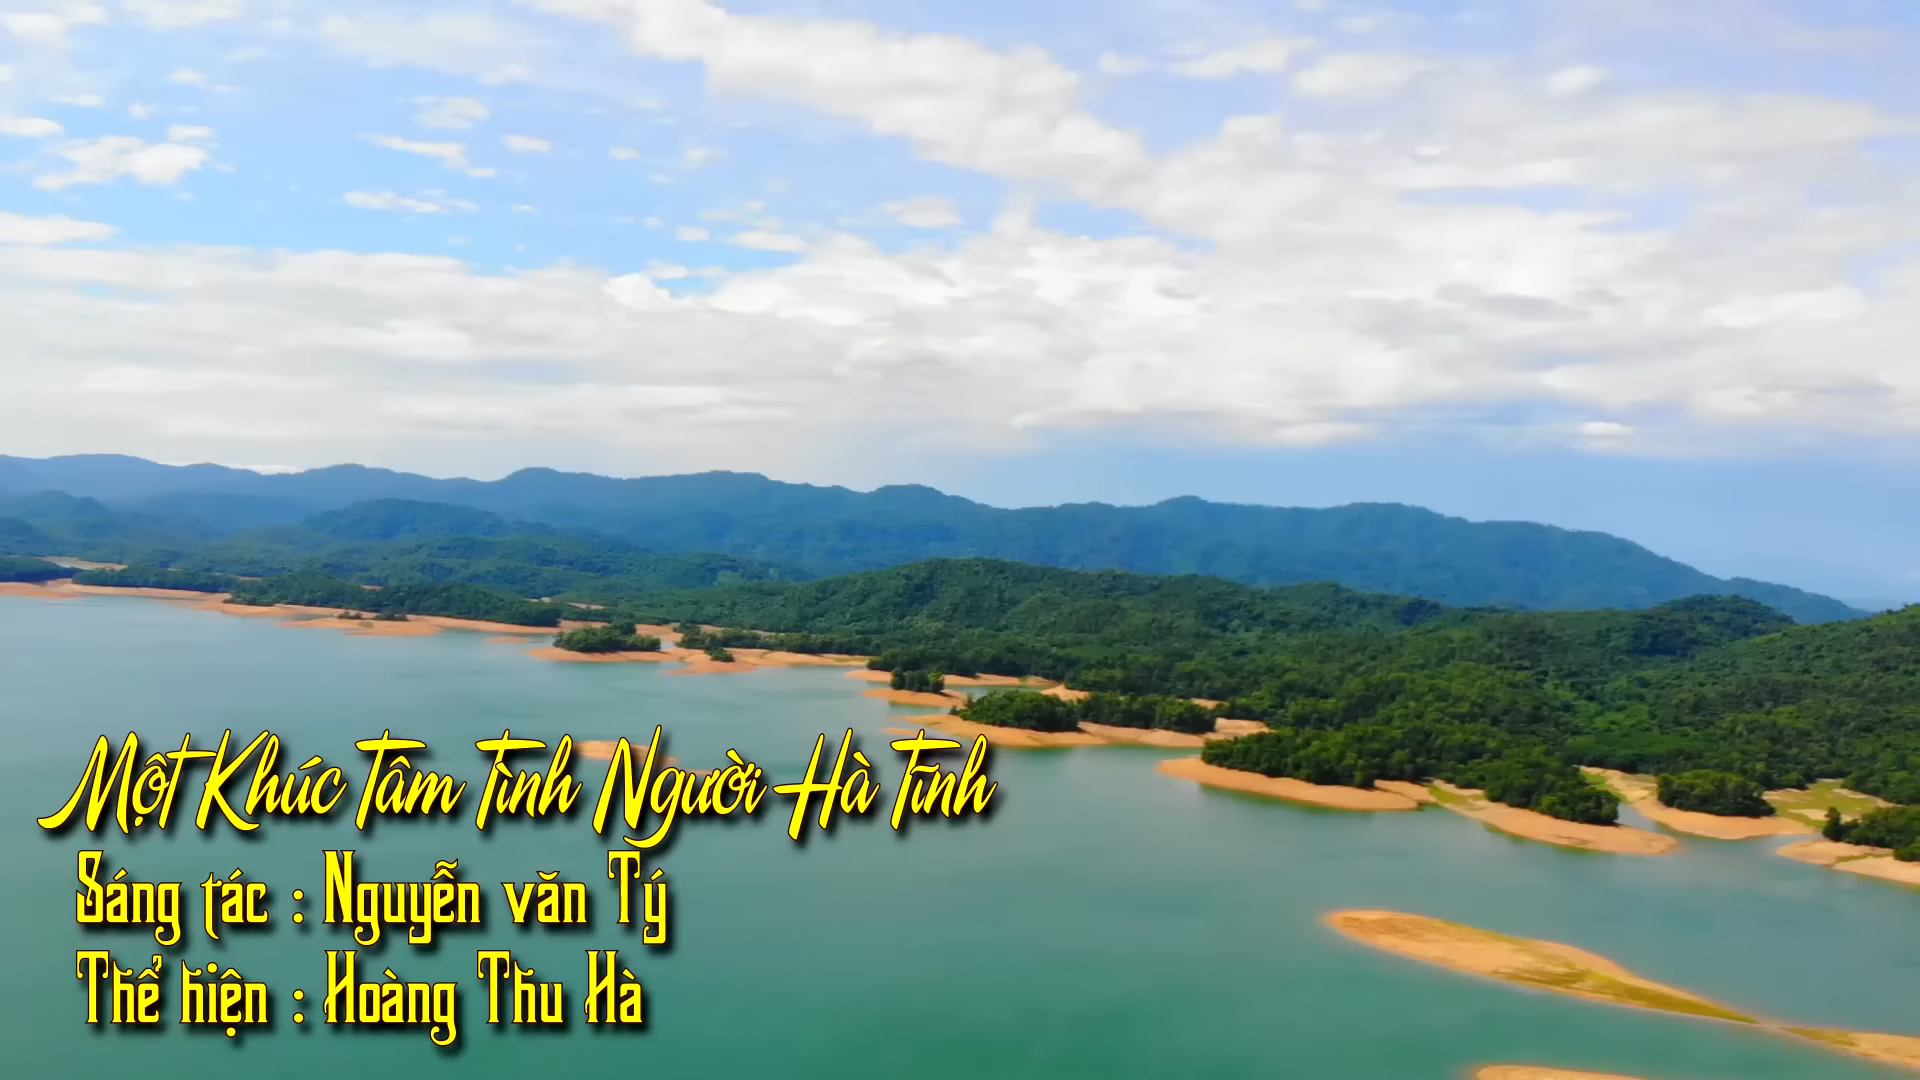 Một Khúc Tâm Tình Người Hà Tĩnh
Sáng tác : Nguyễn văn Tý
Thể hiện : Hoàng Thu Hà